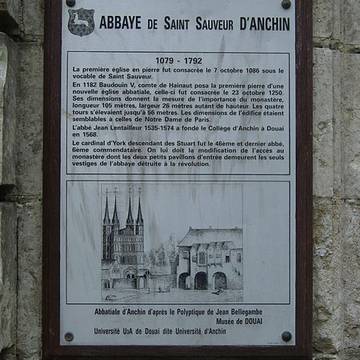 ABBAYE DE SAINT SAUVEUR D'ANCHIN
1079 - 1792
La première église en pierre fut consacrée le 7 octobre 1086 sous le
vocable de Saint Sauveur.
En 1182 Baudouin V, comte de Hainaut posa la première pierre d'une
nouvelle église abbatiale, celle-ci fut consacrée le 23 octobre 1250.
Ses dimensions donnent la mesure de l'importance du monastère,
longueur 105 mètres, largeur 26 mètres autant de hauteur. Les quatre
tours s'élevaient jusqu'à 56 mètres. Les dimensions de l'édifice étaient
semblables à celles de Notre Dame de Paris.
L'abbé Jean Lentailleur 1535-1574 a fondé le Collège d'Anchin à Douai
en 1568.
Le cardinal d'York descendant des Stuart fut le 46ème et dernier abbé,
6ème commendataire. On lui doit la modification de l'accès au
monastère dont les deux petits pavillons d'entrée demeurent les seuls
vestiges de l'abbaye détruite à la révolution.
Abbatiale d'Anchin d'après le Polyptique de Jean Bellegambe
Musée de DOUAI
Université U3A de Douai dite Université d'Anchin